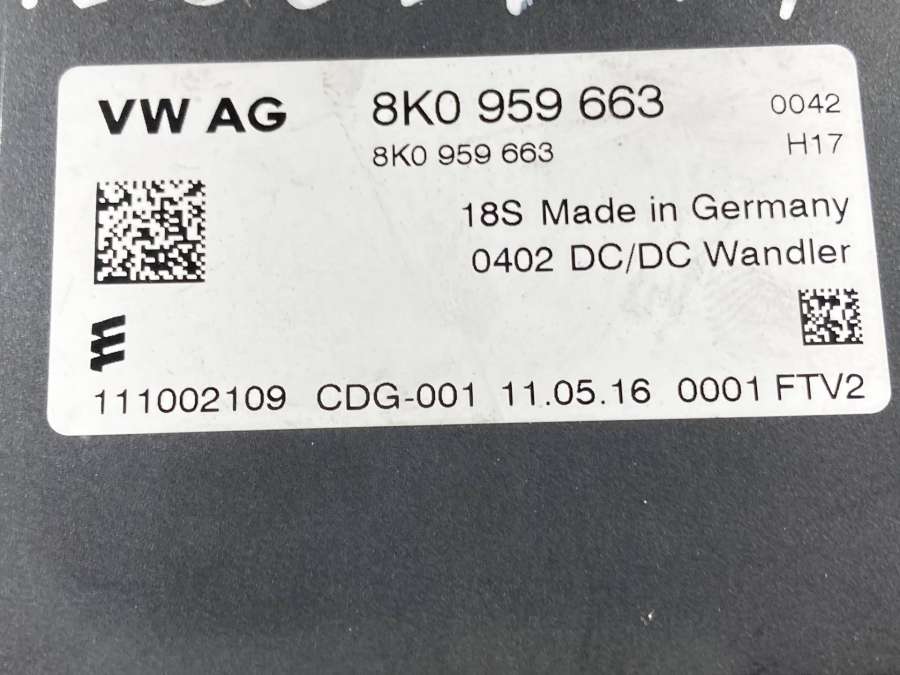 VW AG 8K0 959 663 0042
8K0 959 663 H17
18S Made in Germany
0402 DC/DC Wandler
111002109 CDG-001 11.05.16 0001 FTV2